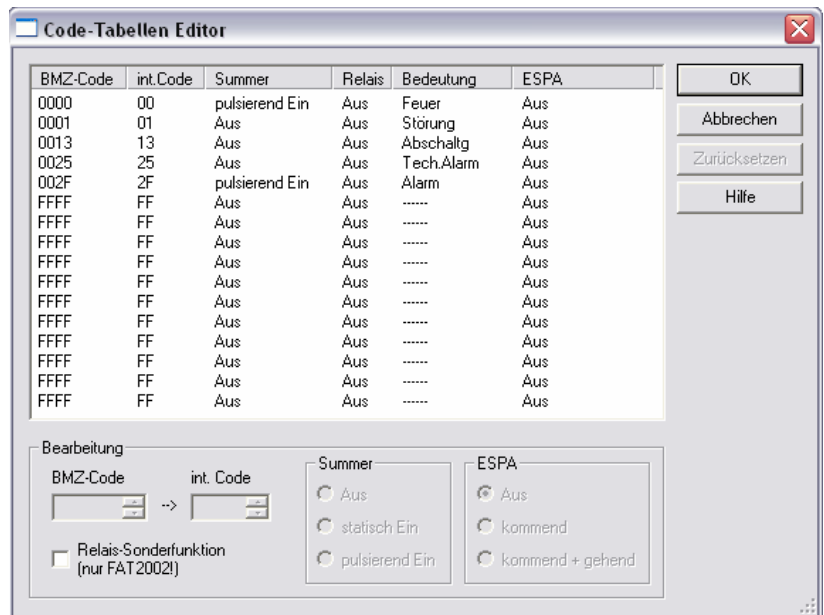 Code-Tabellen Editor
BMZ-Code int.Code Summer Relais Bedeutung ESPA
0000 00 pulsierend Ein Aus Feuer Aus
0001 01 Aus Aus Störung Aus
0013 13 Aus Aus Abschaltg Aus
0025 25 Aus Aus Tech.Alarm Aus
002F 2F pulsierend Ein Aus Alarm Aus
FFFF FF Aus Aus ------ Aus
FFFF FF Aus Aus ------ Aus
FFFF FF Aus Aus ------ Aus
FFFF FF Aus Aus ------ Aus
FFFF FF Aus Aus ------ Aus
FFFF FF Aus Aus ------ Aus
FFFF FF Aus Aus ------ Aus
FFFF FF Aus Aus ------ Aus
FFFF FF Aus Aus ------ Aus
FFFF FF Aus Aus ------ Aus
FFFF FF Aus Aus ------ Aus
OK
Abbrechen
Zurücksetzen
Hilfe
Bearbeitung
BMZ-Code int. Code
-->
Relais-Sonderfunktion
(nur FAT2002!)
Summer
Aus
statisch Ein
pulsierend Ein
ESPA
Aus
kommend
kommend + gehend